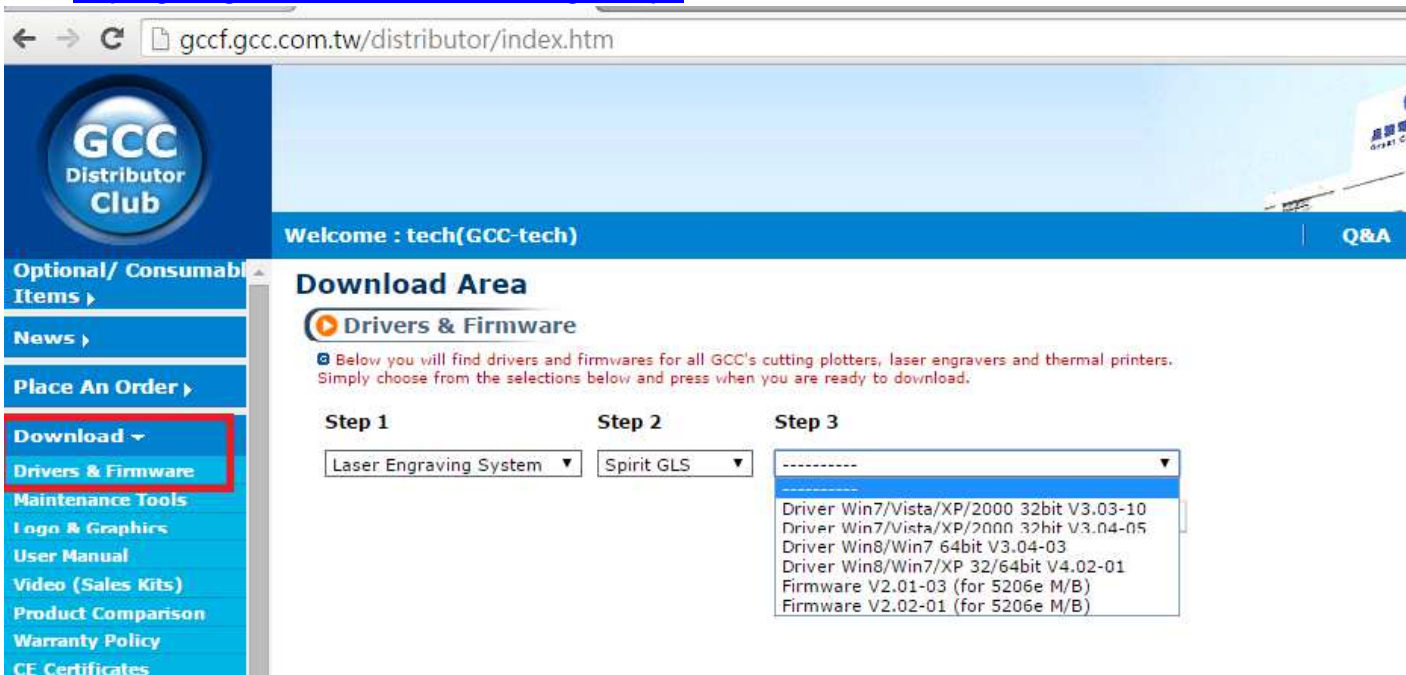 gccf.gcc.com.tw/distributor/index.htm
GCC
Distributor
Club
Welcome : tech(GCC-tech)
Q&A
Optional/ Consumabl
Items
News
Place An Order
Download
Drivers & Firmware
Maintenance Tools
Logo & Graphics
User Manual
Video (Sales Kits)
Product Comparison
Warranty Policy
CE Certificates
Download Area
Drivers & Firmware
Below you will find drivers and firmwares for all GCC's cutting plotters, laser engravers and thermal printers.
Simply choose from the selections below and press when you are ready to download.
Step 1 Step 2 Step 3
Laser Engraving System Spirit GLS ----------
----------
Driver Win7/Vista/XP/2000 32bit V3.03-10
Driver Win7/Vista/XP/2000 32bit V3.04-05
Driver Win8/Win7 64bit V3.04-03
Driver Win8/Win7/XP 32/64bit V4.02-01
Firmware V2.01-03 (for 5206e M/B)
Firmware V2.02-01 (for 5206e M/B)